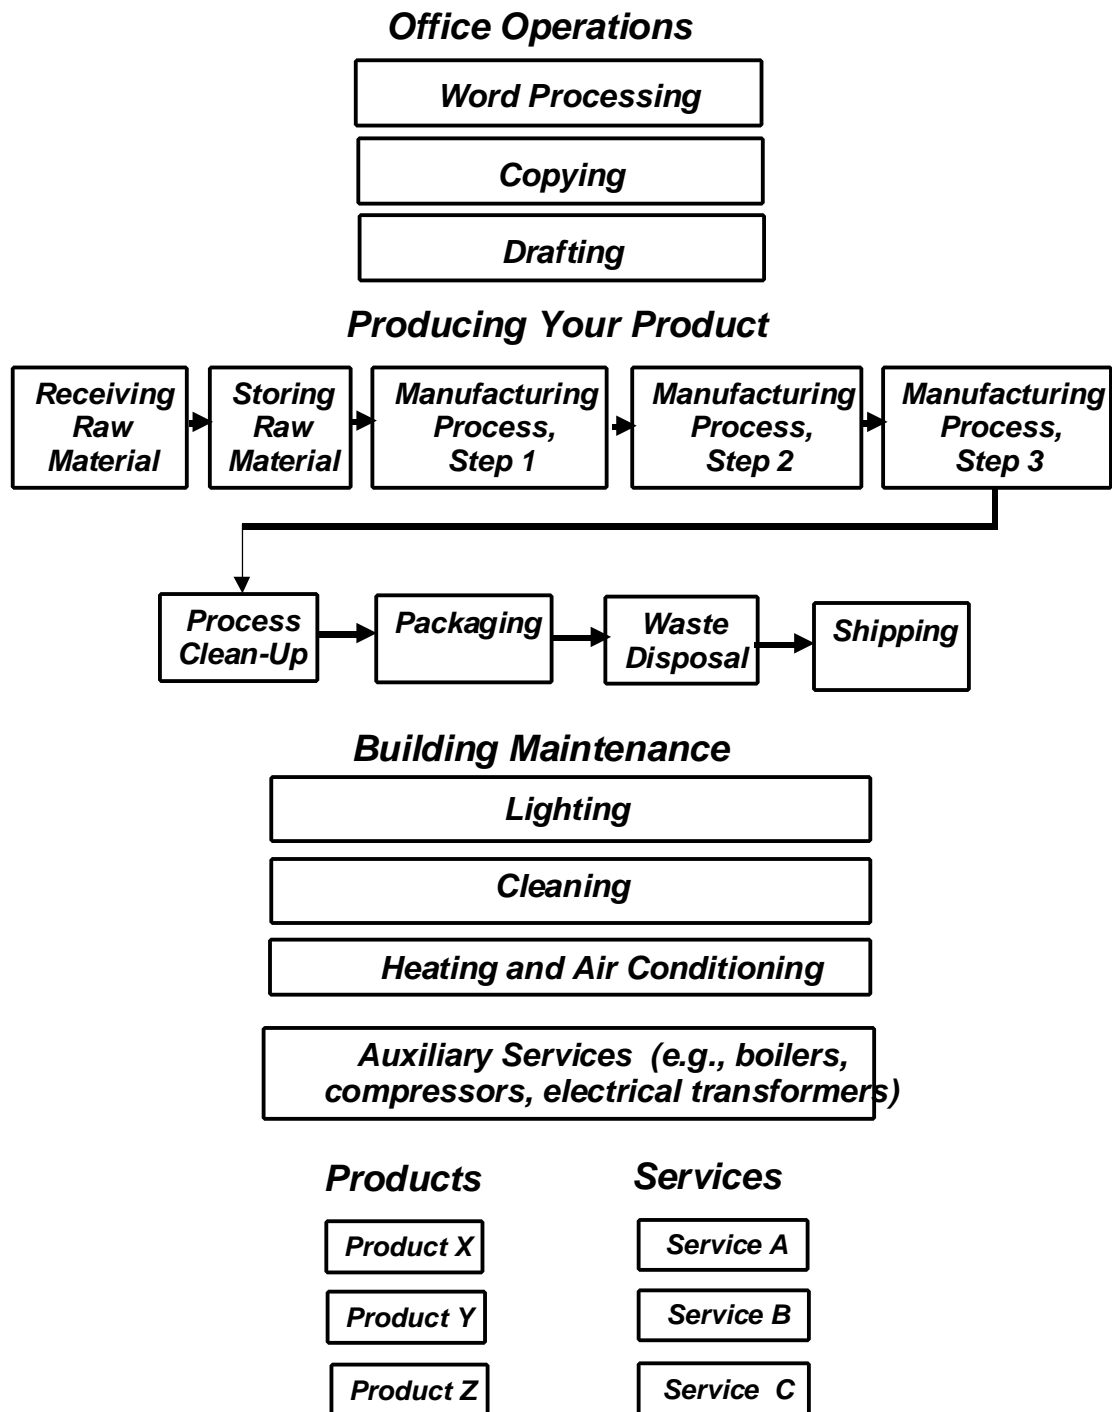 Office Operations
Word Processing
Copying
Drafting
Producing Your Product
Receiving
Raw
Material
Storing
Raw
Material
Manufacturing
Process,
Step 1
Manufacturing
Process,
Step 2
Manufacturing
Process,
Step 3
Process
Clean-Up
Packaging
Waste
Disposal
Shipping
Building Maintenance
Lighting
Cleaning
Heating and Air Conditioning
Auxiliary Services  (e.g., boilers,
compressors, electrical transformers)
Products
Product X
Product Y
Product Z
Services
Service A
Service B
Service  C